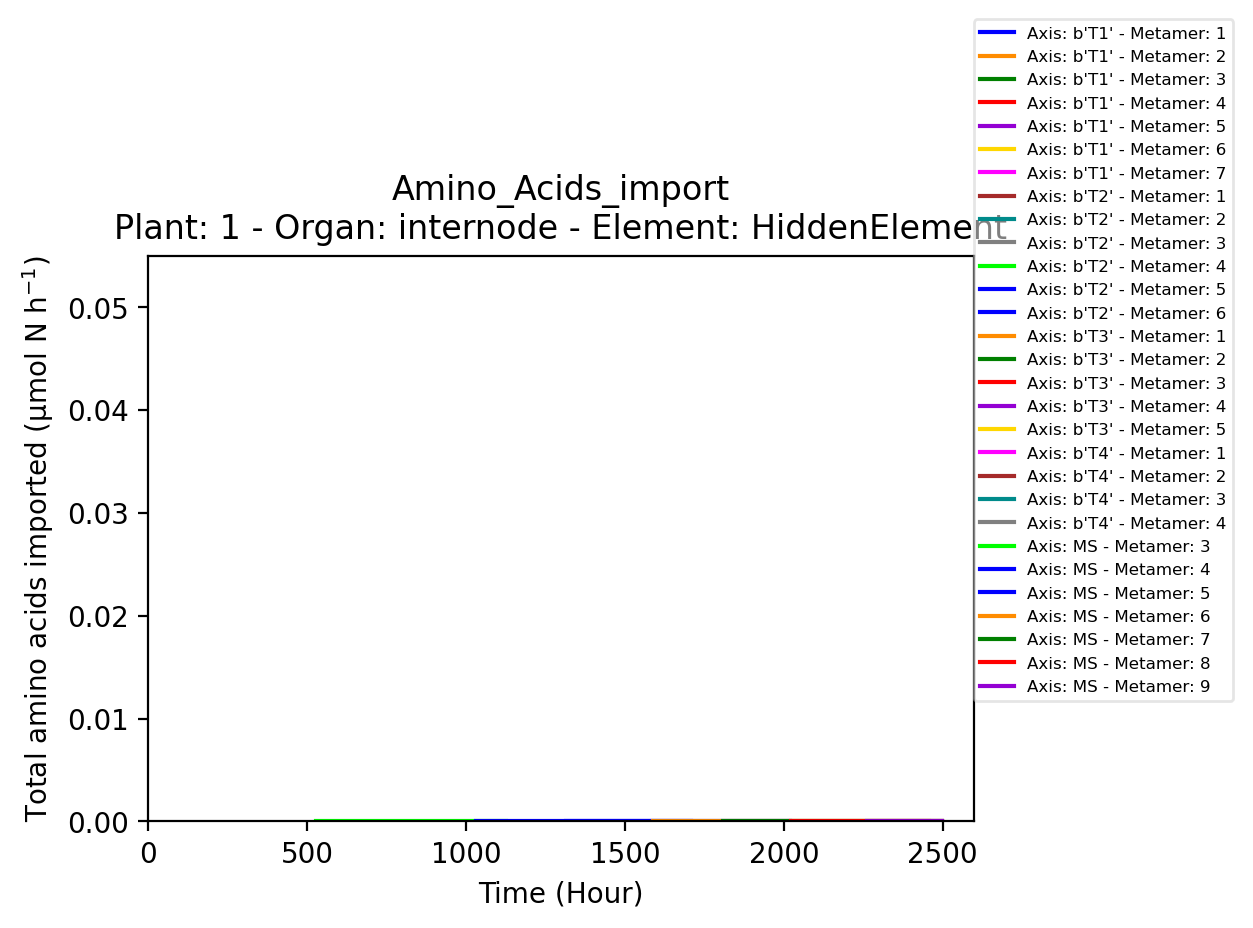 Amino_Acids_import
Plant: 1 - Organ: internode - Element: HiddenElement
Total amino acids imported (µmol N h⁻¹)
0.05
0.04
0.03
0.02
0.01
0.00
0
500
1000
1500
2000
2500
Time (Hour)
Axis: b'T1' - Metamer: 1
Axis: b'T1' - Metamer: 2
Axis: b'T1' - Metamer: 3
Axis: b'T1' - Metamer: 4
Axis: b'T1' - Metamer: 5
Axis: b'T1' - Metamer: 6
Axis: b'T1' - Metamer: 7
Axis: b'T2' - Metamer: 1
Axis: b'T2' - Metamer: 2
Axis: b'T2' - Metamer: 3
Axis: b'T2' - Metamer: 4
Axis: b'T2' - Metamer: 5
Axis: b'T2' - Metamer: 6
Axis: b'T3' - Metamer: 1
Axis: b'T3' - Metamer: 2
Axis: b'T3' - Metamer: 3
Axis: b'T3' - Metamer: 4
Axis: b'T3' - Metamer: 5
Axis: b'T4' - Metamer: 1
Axis: b'T4' - Metamer: 2
Axis: b'T4' - Metamer: 3
Axis: b'T4' - Metamer: 4
Axis: MS - Metamer: 3
Axis: MS - Metamer: 4
Axis: MS - Metamer: 5
Axis: MS - Metamer: 6
Axis: MS - Metamer: 7
Axis: MS - Metamer: 8
Axis: MS - Metamer: 9